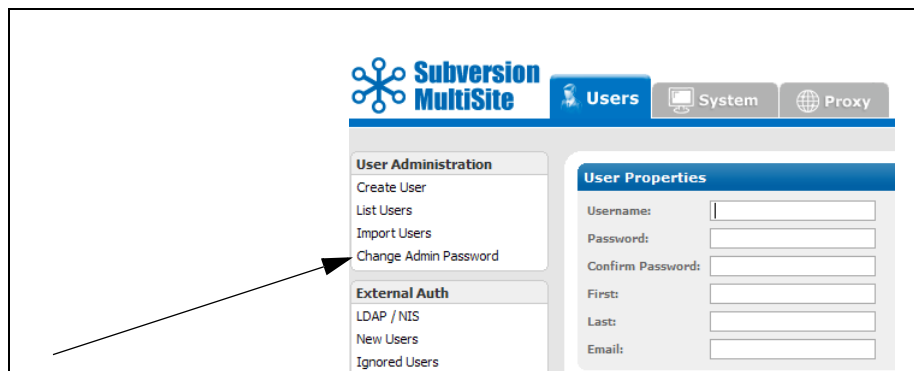 Subversion
MultiSite
Users
System
Proxy
User Administration
Create User
List Users
Import Users
Change Admin Password
External Auth
LDAP / NIS
New Users
Ignored Users
User Properties
Username:
Password:
Confirm Password:
First:
Last:
Email: